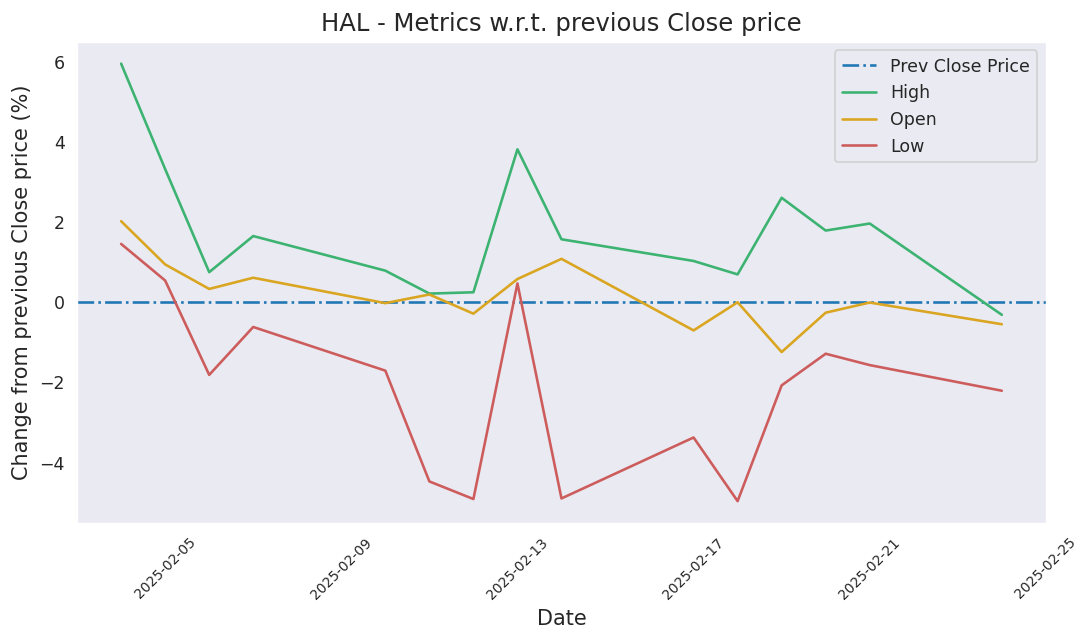 HAL - Metrics w.r.t. previous Close price
Prev Close Price
High
Open
Low
Change from previous Close price (%)
6
4
2
0
−2
−4
2025-02-05
2025-02-09
2025-02-13
2025-02-17
2025-02-21
2025-02-25
Date